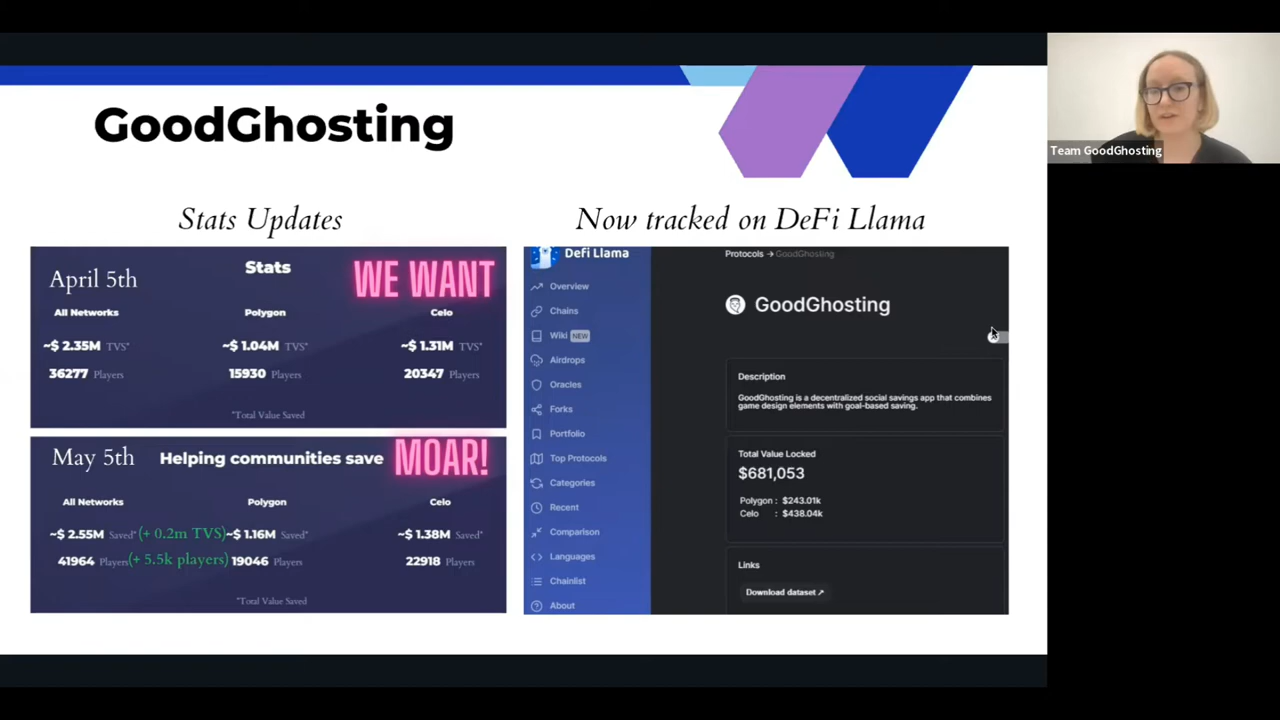 GoodGhosting
Team GoodGhosting
Stats Updates
April 5th
Stats
WE WANT
All Networks Polygon Celo
~$ 2.35M TVS* ~$ 1.04M TVS* ~$ 1.31M TVS*
36277 Players 15930 Players 20347 Players
*Total Value Saved
May 5th
Helping communities save
MOAR!
All Networks Polygon Celo
~$ 2.55M Saved* (+ 0.2m TVS) ~$ 1.16M Saved* ~$ 1.38M Saved*
41964 Players (+ 5.5k players) 19046 Players 22918 Players
*Total Value Saved
Now tracked on DeFi Llama
Defi Llama
Overview
Chains
Wiki NEW
Airdrops
Oracles
Forks
Portfolio
Top Protocols
Categories
Recent
Comparison
Languages
Chainlist
About
Protocols → GoodGhosting
GoodGhosting
Description
GoodGhosting is a decentralized social savings app that combines
game design elements with goal-based saving.
Total Value Locked
$681,053
Polygon : $243.01k
Celo : $438.04k
Links
Download dataset ↗